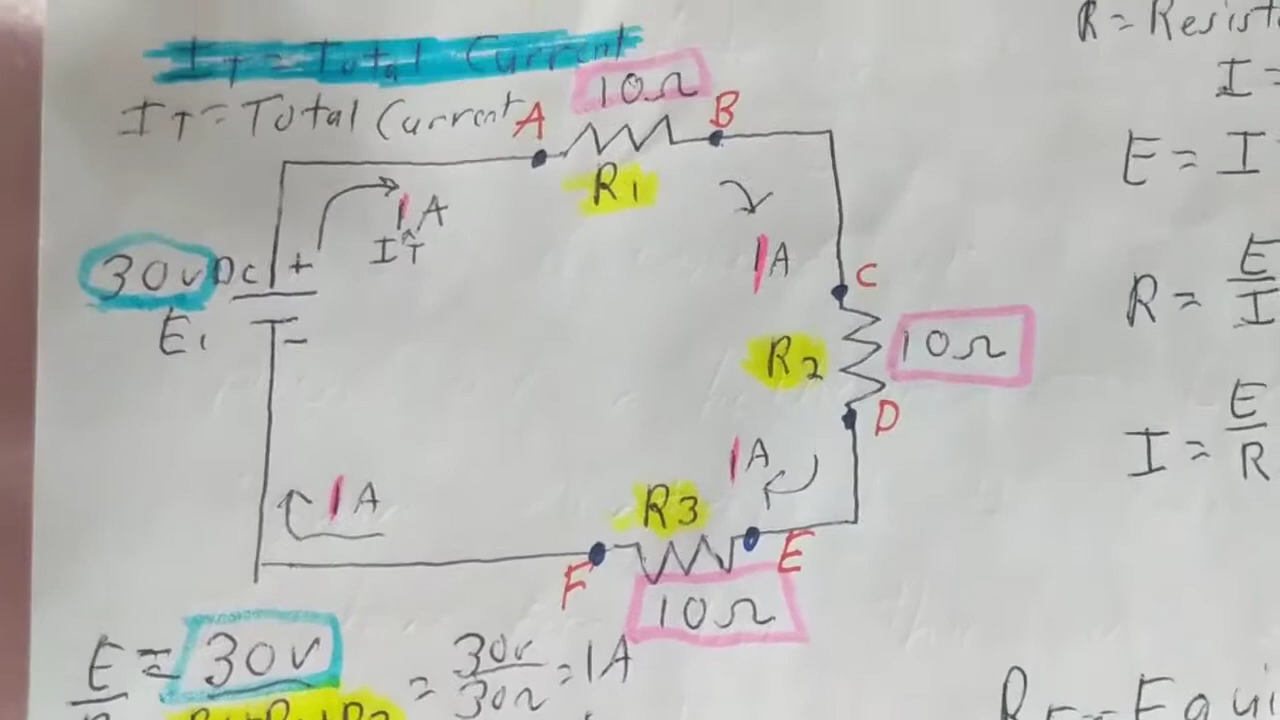 IT = Total Current
IT = Total Current
10Ω
A
B
R1
1A
IT
1A
30vDc +
E1
-
C
R2
10Ω
D
1A
1A
R3
E
F
10Ω
R =
I =
E = I
R = E/I
I = E/R
E = 30v = 30v/30Ω = 1A